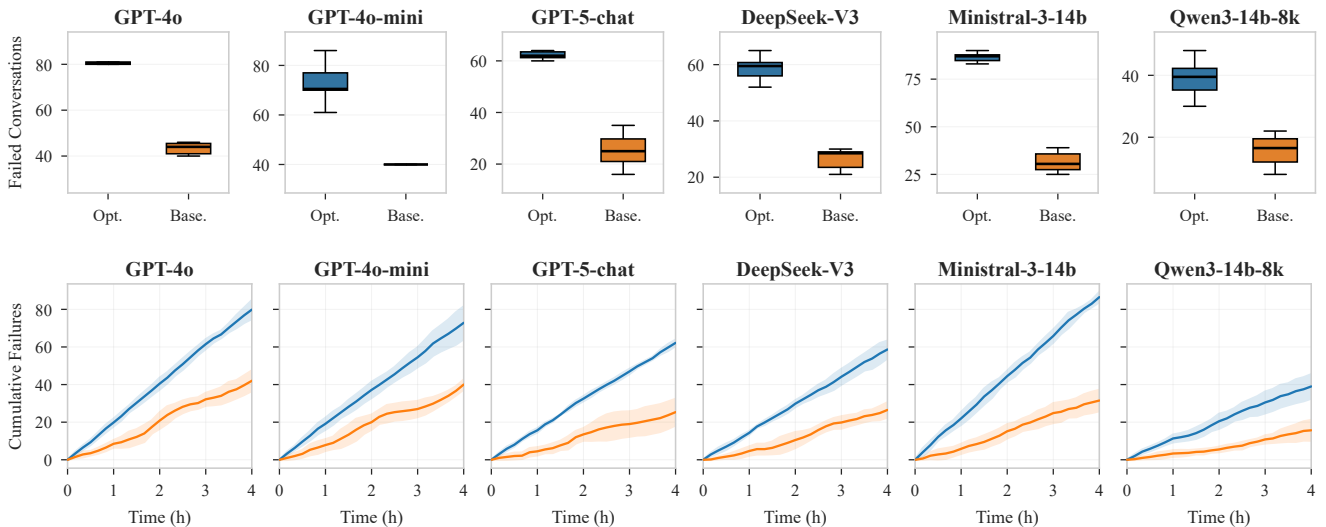 GPT-4o GPT-4o-mini GPT-5-chat DeepSeek-V3 Ministral-3-14b Qwen3-14b-8k
Failed Conversations
80
60
40
Opt. Base.
80
60
40
Opt. Base.
60
40
20
Opt. Base.
60
40
20
Opt. Base.
75
50
25
Opt. Base.
40
20
Opt. Base.
GPT-4o GPT-4o-mini GPT-5-chat DeepSeek-V3 Ministral-3-14b Qwen3-14b-8k
Cumulative Failures
80
60
40
20
0
0 1 2 3 4 0 1 2 3 4 0 1 2 3 4 0 1 2 3 4 0 1 2 3 4 0 1 2 3 4
Time (h) Time (h) Time (h) Time (h) Time (h) Time (h)